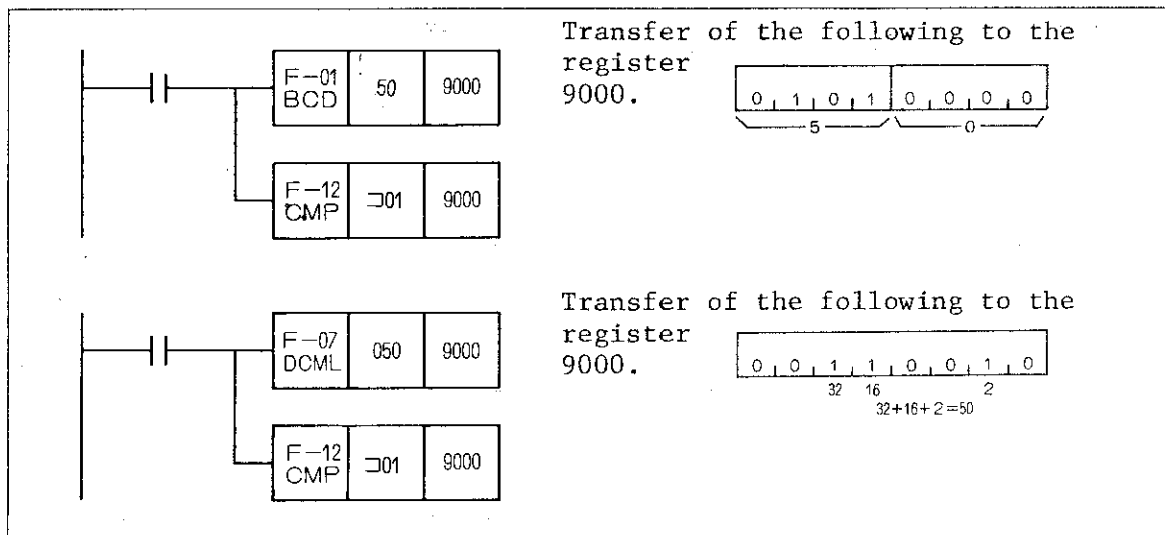 Transfer of the following to the
register
9000.
F-01
BCD
50
9000
0 1 0 1 0 0 0 0
5 0
F-12
CMP
⊐01
9000
Transfer of the following to the
register
9000.
F-07
DCML
050
9000
0 0 1 1 0 0 1 0
32 16 2
32+16+2=50
F-12
CMP
⊐01
9000